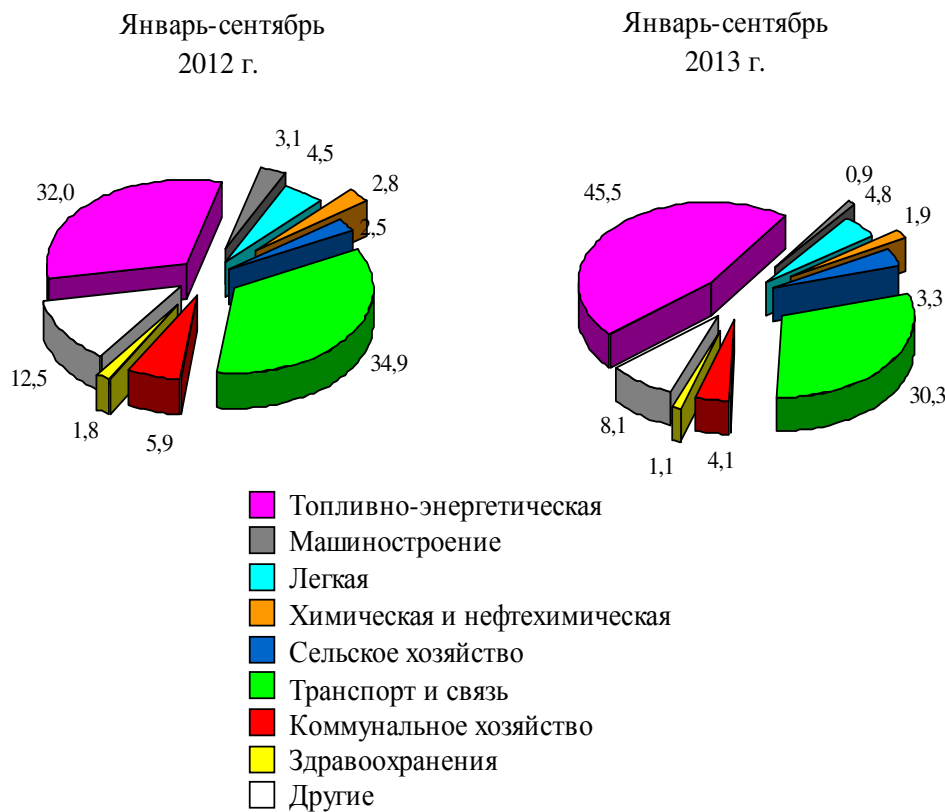 Январь-сентябрь
2012 г.
Январь-сентябрь
2013 г.
3,1
4,5
2,8
2,5
32,0
34,9
12,5
1,8
5,9
0,9
4,8
1,9
3,3
45,5
30,3
8,1
1,1
4,1
Топливно-энергетическая
Машиностроение
Легкая
Химическая и нефтехимическая
Сельское хозяйство
Транспорт и связь
Коммунальное хозяйство
Здравоохранения
Другие